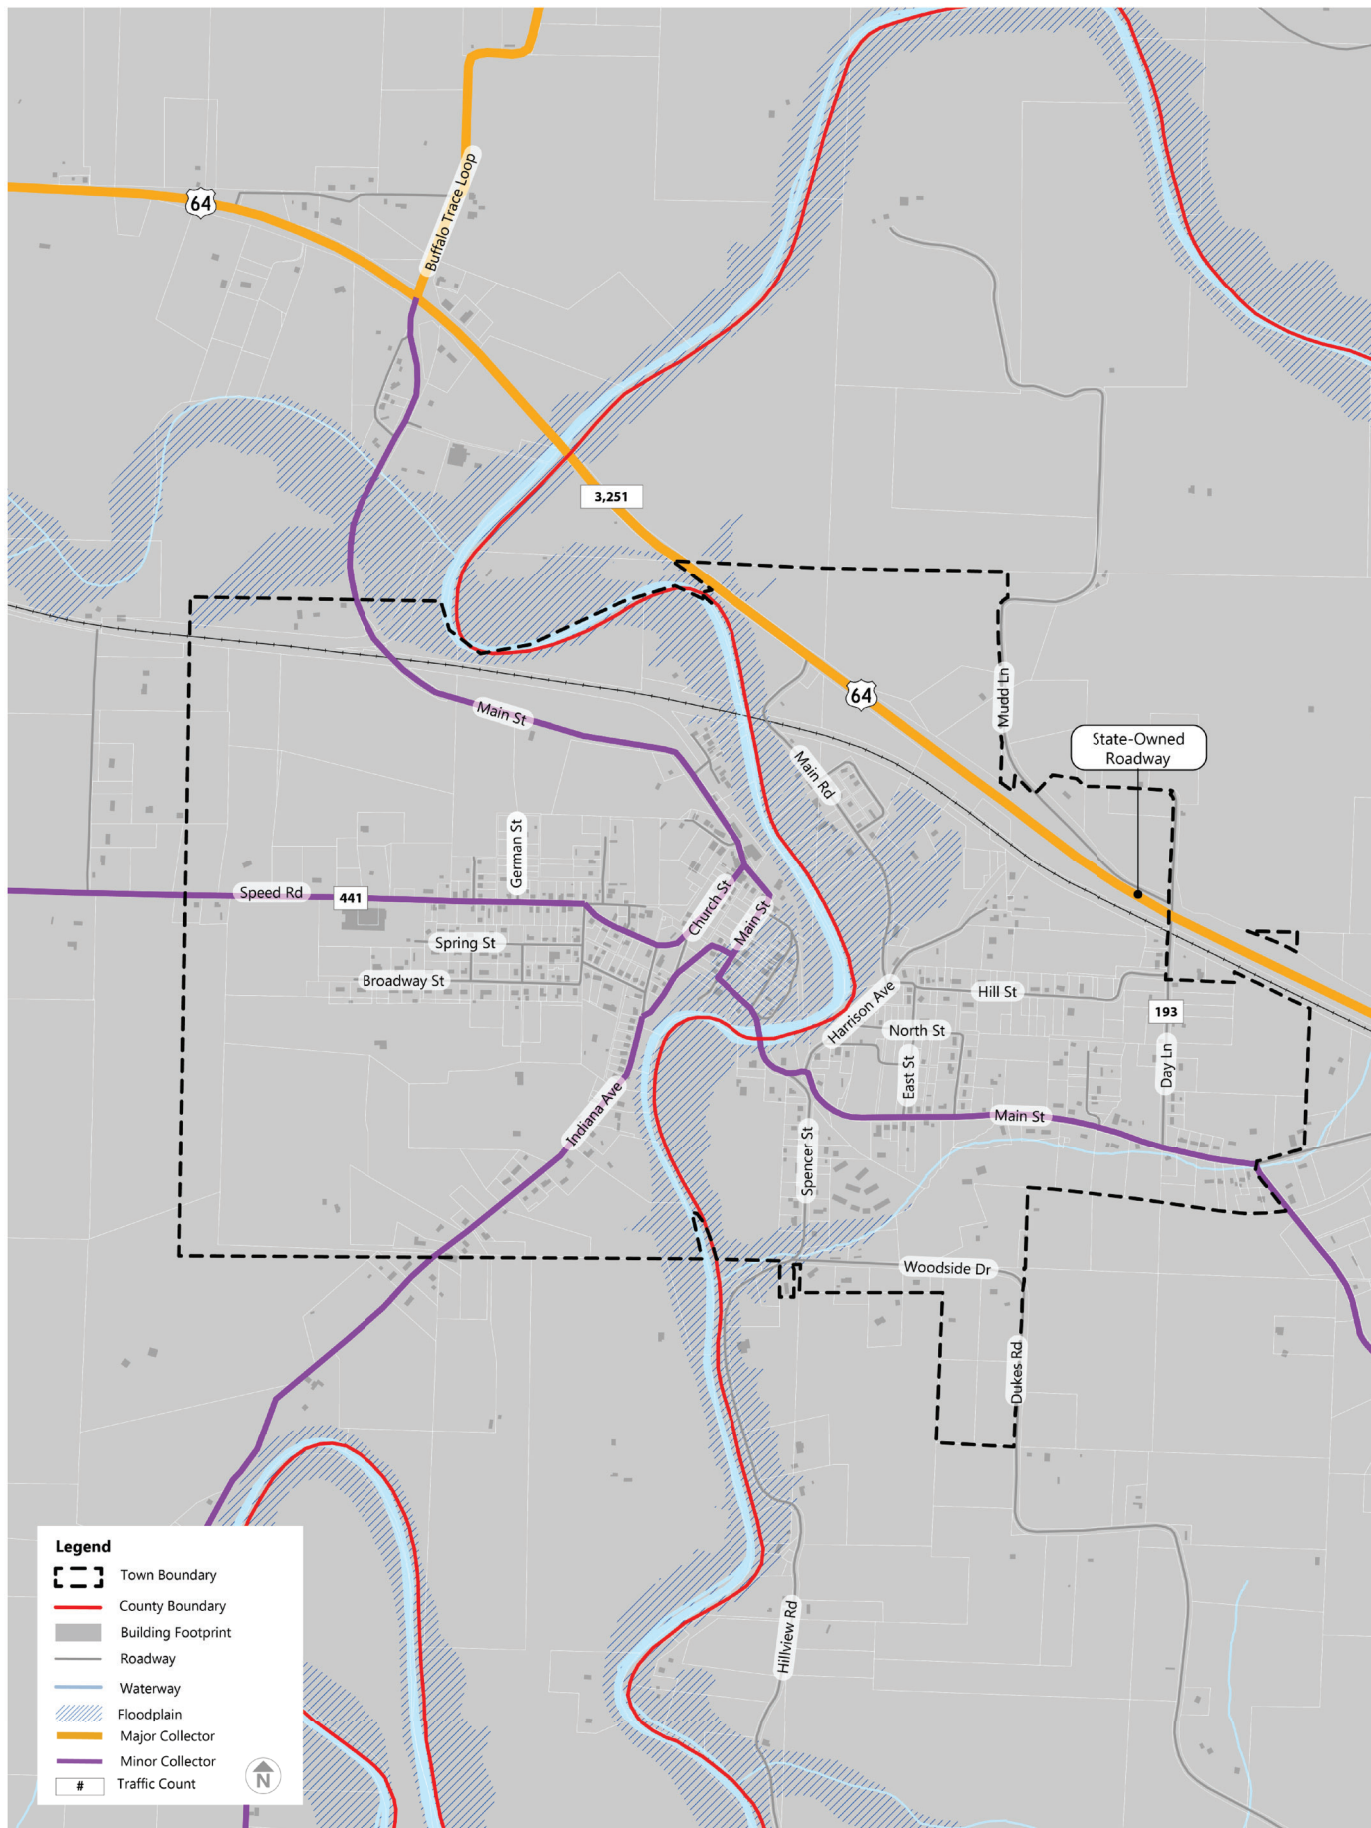 Buffalo Trace Loop
64
3,251
64
Mudd Ln
Main St
State-Owned
Roadway
Main Rd
German St
Speed Rd
441
Church St
Main St
Spring St
Broadway St
Harrison Ave
Hill St
193
North St
East St
Day Ln
Indiana Ave
Main St
Spencer St
Woodside Dr
Dukes Rd
Hillview Rd
Legend
Town Boundary
County Boundary
Building Footprint
Roadway
Waterway
Floodplain
Major Collector
Minor Collector
# Traffic Count
N